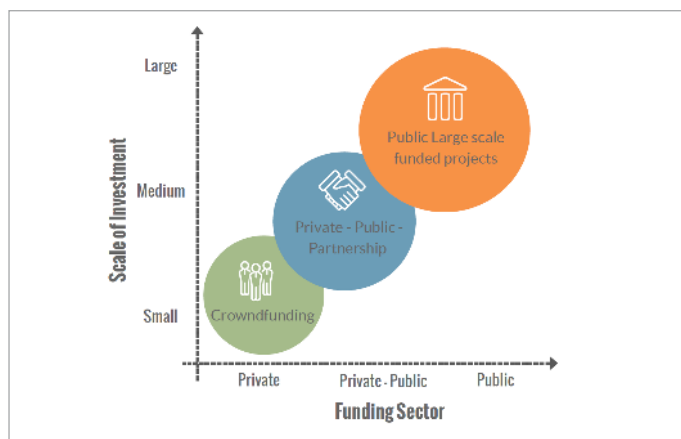 Large
Public Large scale
funded projects
Medium
Private - Public -
Partnership
Small
Crowndfunding
Scale of Investment
Private
Private - Public
Public
Funding Sector